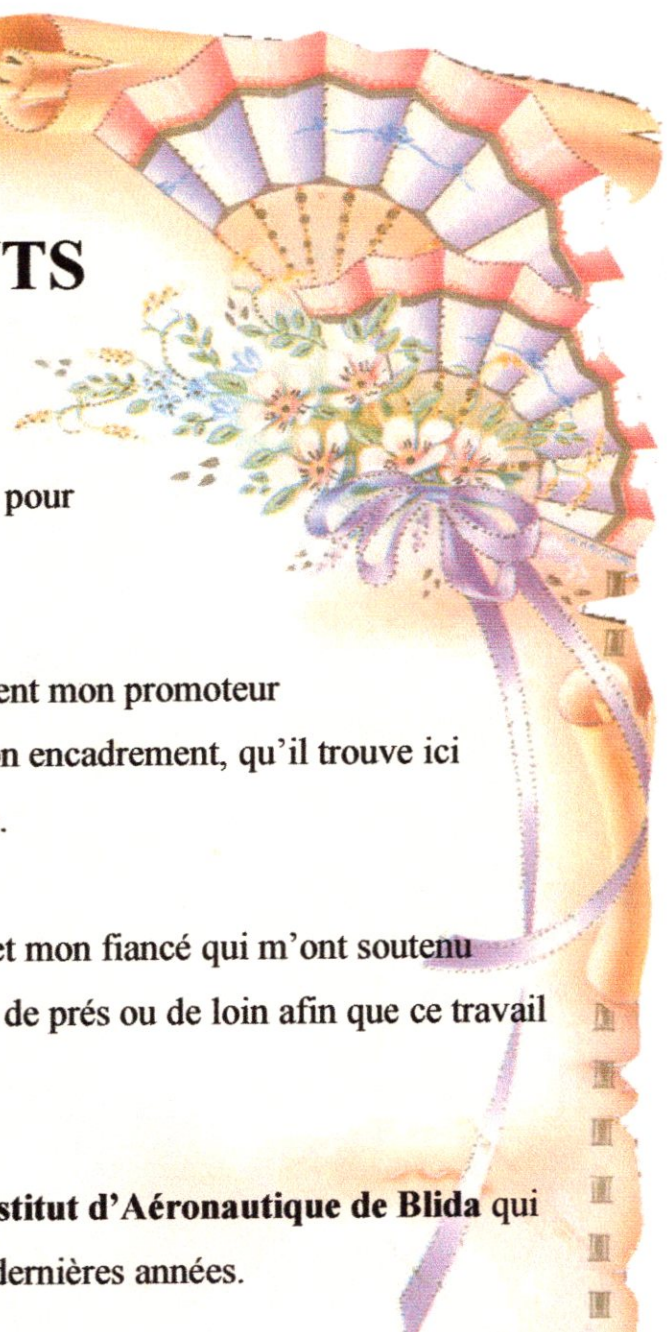 TS
pour
ent mon promoteur
n encadrement, qu'il trouve ici
.
et mon fiancé qui m'ont soutenu
de prés ou de loin afin que ce travail
stitut d'Aéronautique de Blida qui
dernières années.